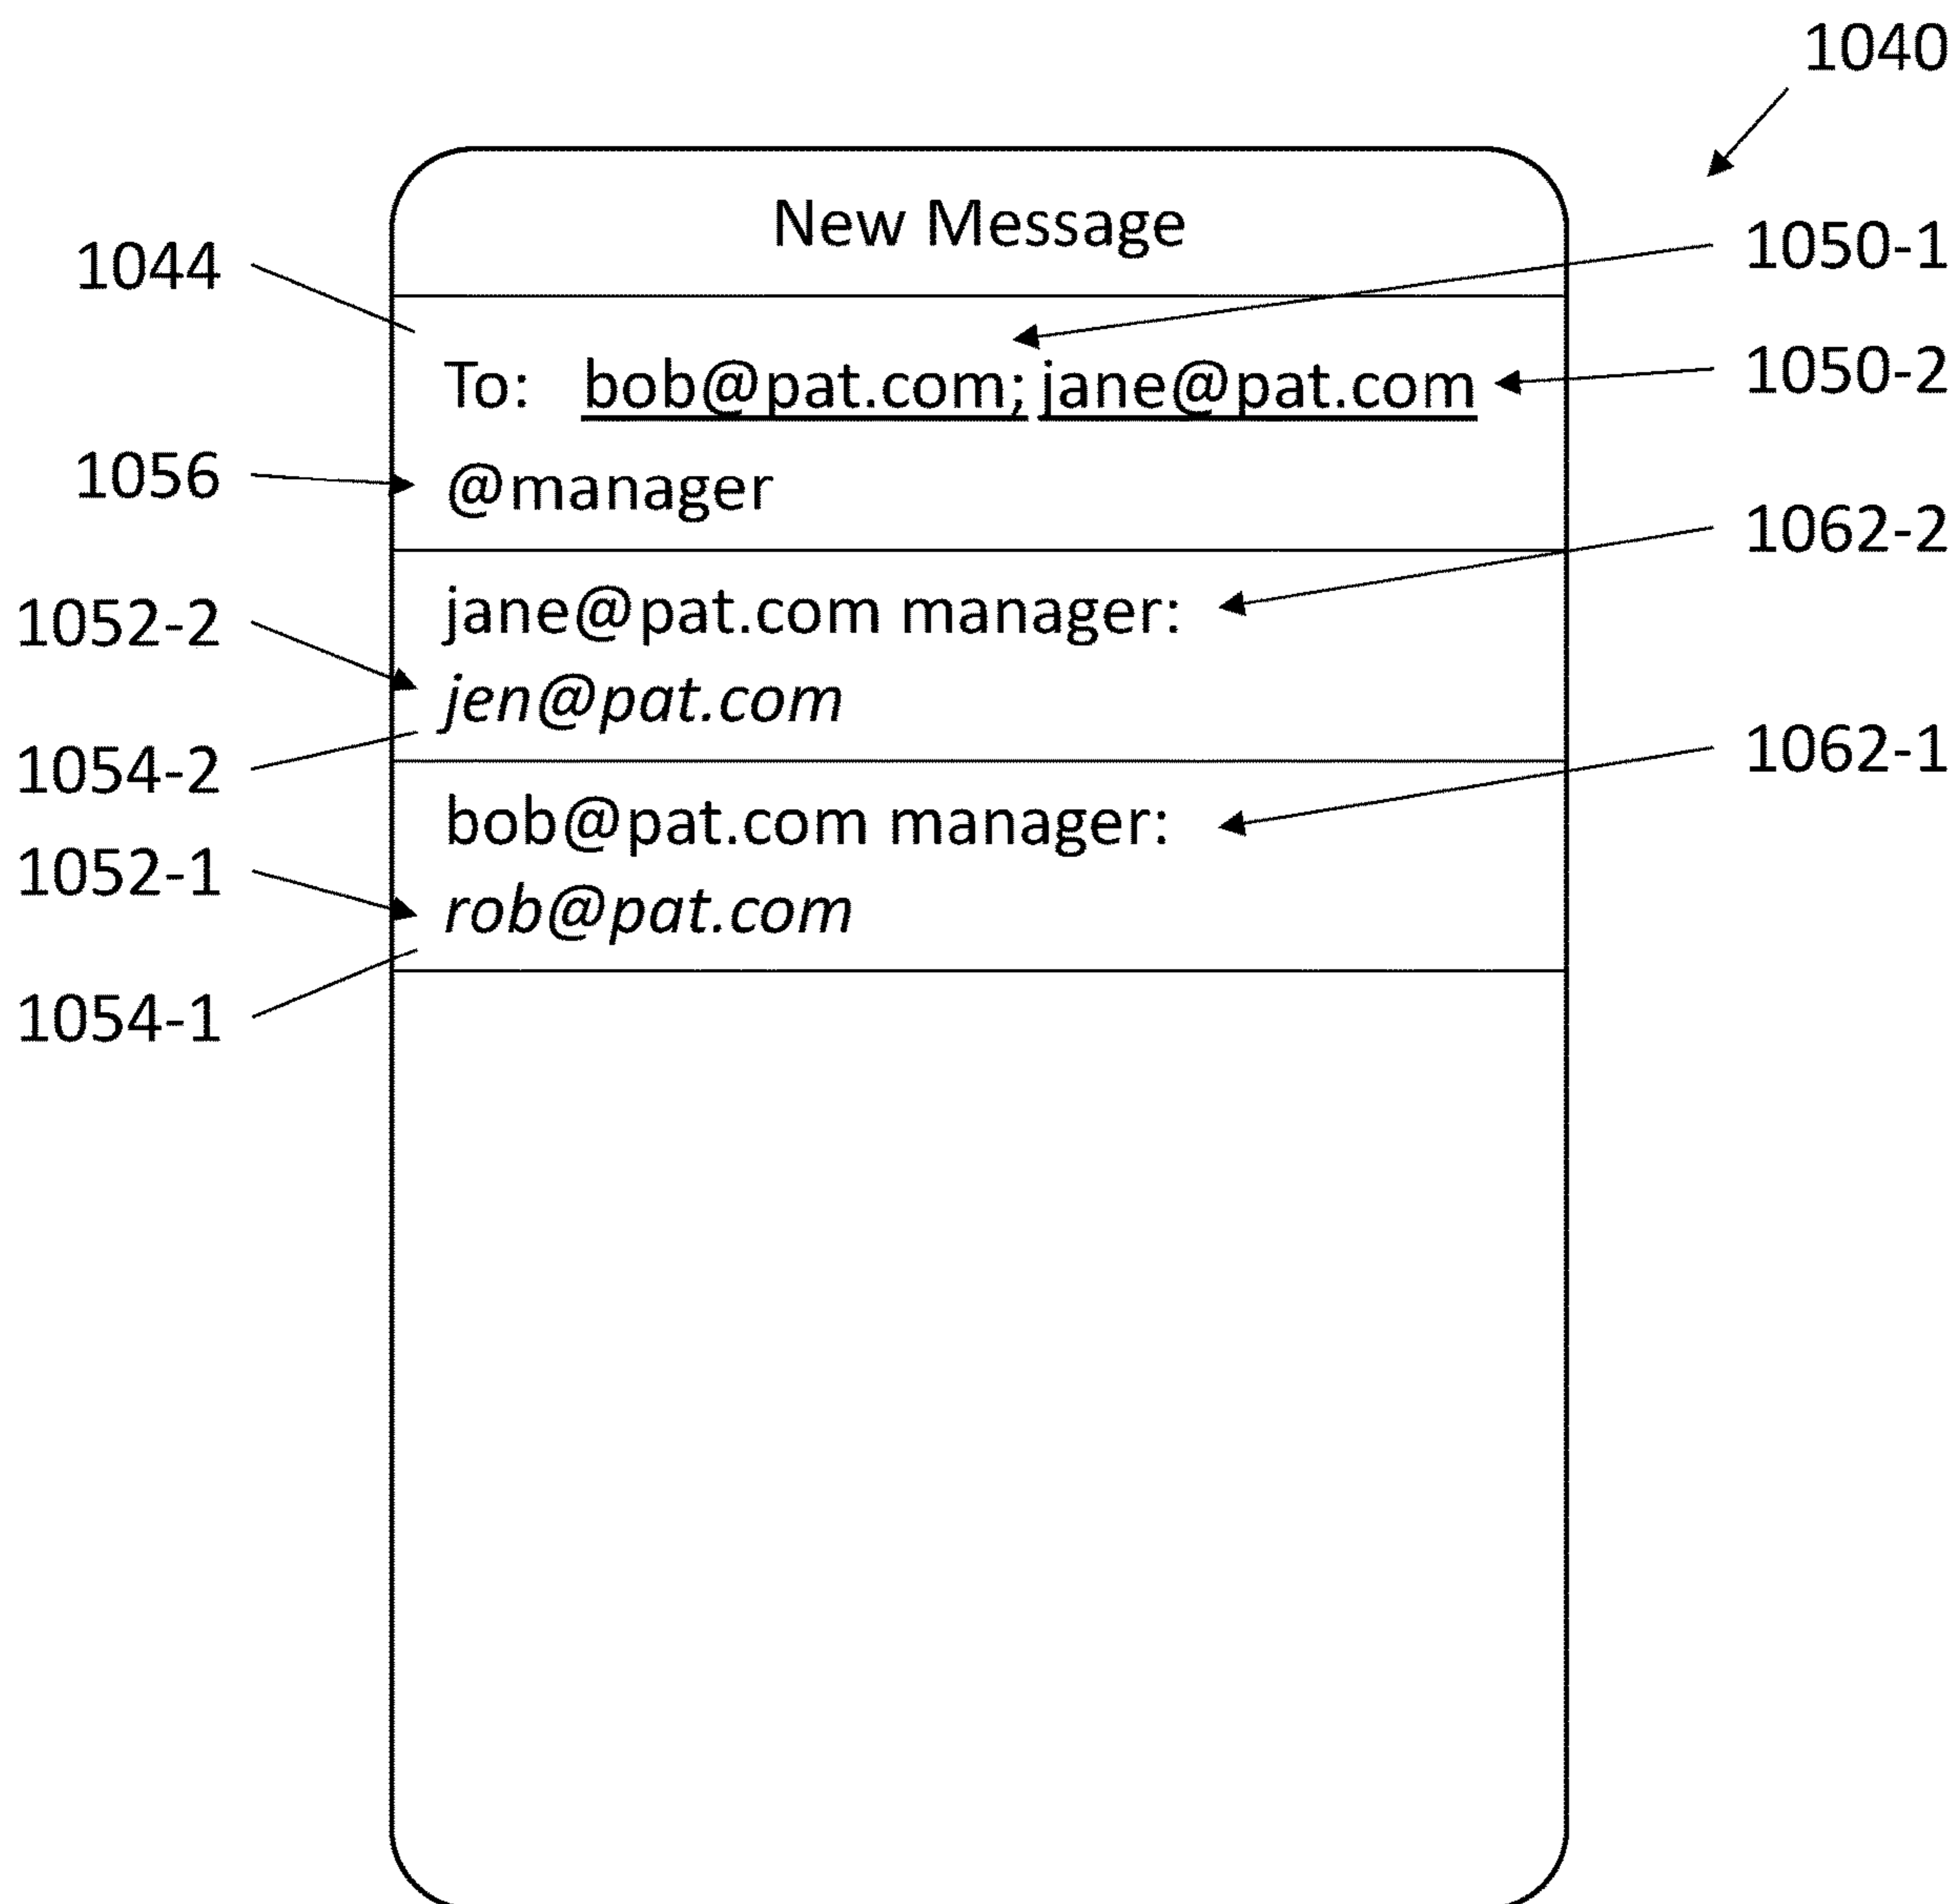 1040
New Message
1044
1050-1
To: bob@pat.com; jane@pat.com
1050-2
1056
@manager
1062-2
jane@pat.com manager:
1052-2
jen@pat.com
1054-2
1062-1
bob@pat.com manager:
1052-1
rob@pat.com
1054-1